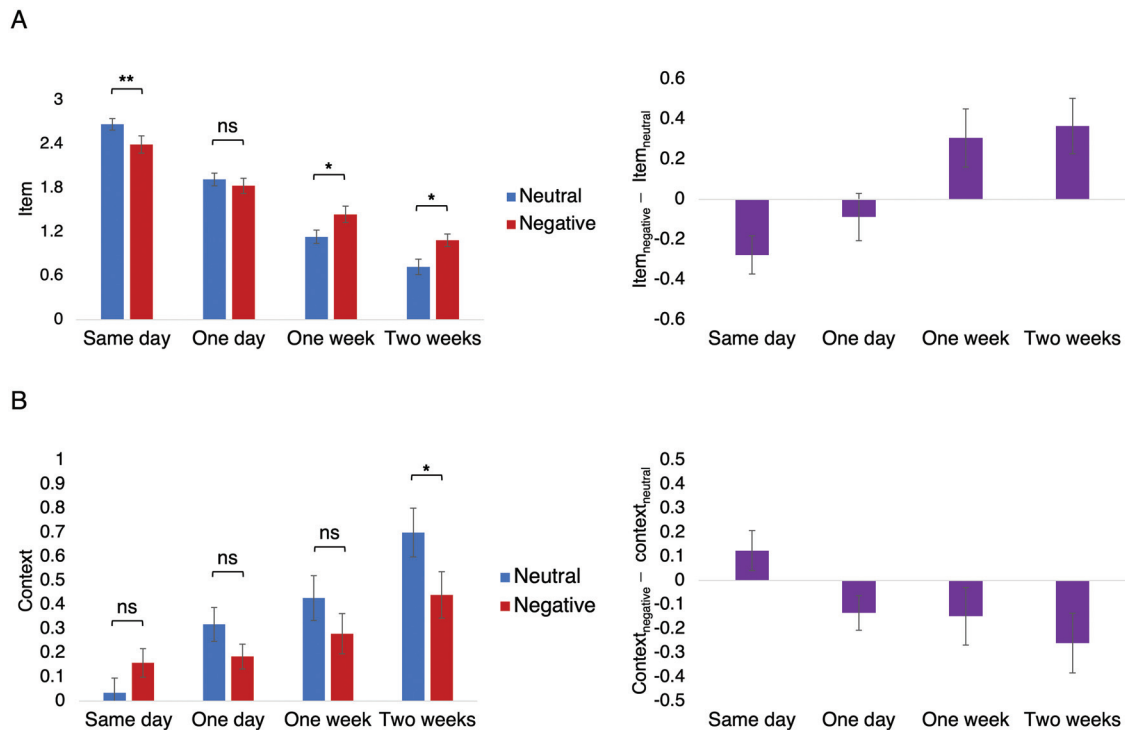 A
**
ns
*
*
3
2.4
1.8
1.2
0.6
0
Item
Same day
One day
One week
Two weeks
Neutral
Negative
0.6
0.4
0.2
0
-0.2
-0.4
-0.6
Itemnegative – Itemneutral
Same day
One day
One week
Two weeks
B
ns
ns
ns
*
1
0.9
0.8
0.7
0.6
0.5
0.4
0.3
0.2
0.1
0
Context
Same day
One day
One week
Two weeks
Neutral
Negative
0.5
0.4
0.3
0.2
0.1
0
-0.1
-0.2
-0.3
-0.4
-0.5
Contextnegative – contextneutral
Same day
One day
One week
Two weeks